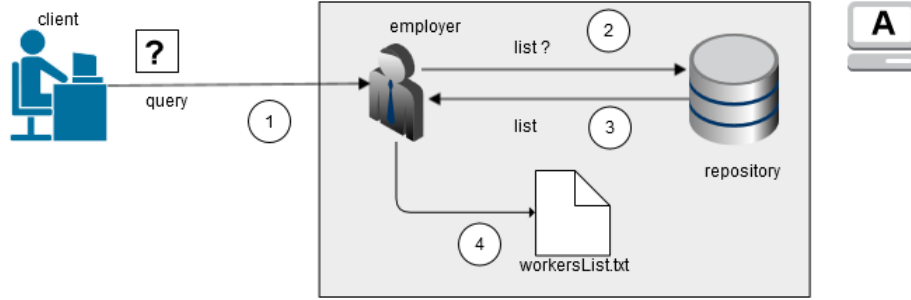 client
employer
2
A
?
list ?
query
1
list
3
repository
4
workersList.txt